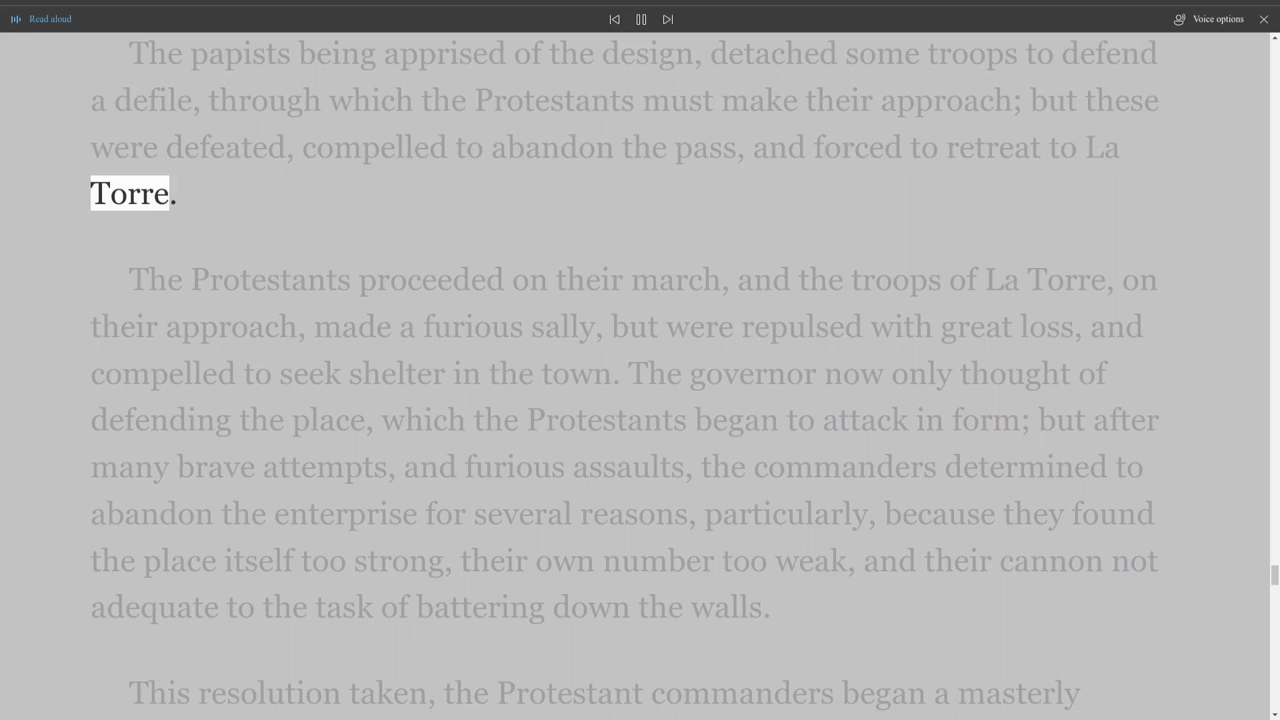 Read aloud
Voice options
The papists being apprised of the design, detached some troops to defend
a defile, through which the Protestants must make their approach; but these
were defeated, compelled to abandon the pass, and forced to retreat to La
Torre.
The Protestants proceeded on their march, and the troops of La Torre, on
their approach, made a furious sally, but were repulsed with great loss, and
compelled to seek shelter in the town. The governor now only thought of
defending the place, which the Protestants began to attack in form; but after
many brave attempts, and furious assaults, the commanders determined to
abandon the enterprise for several reasons, particularly, because they found
the place itself too strong, their own number too weak, and their cannon not
adequate to the task of battering down the walls.
This resolution taken, the Protestant commanders began a masterly